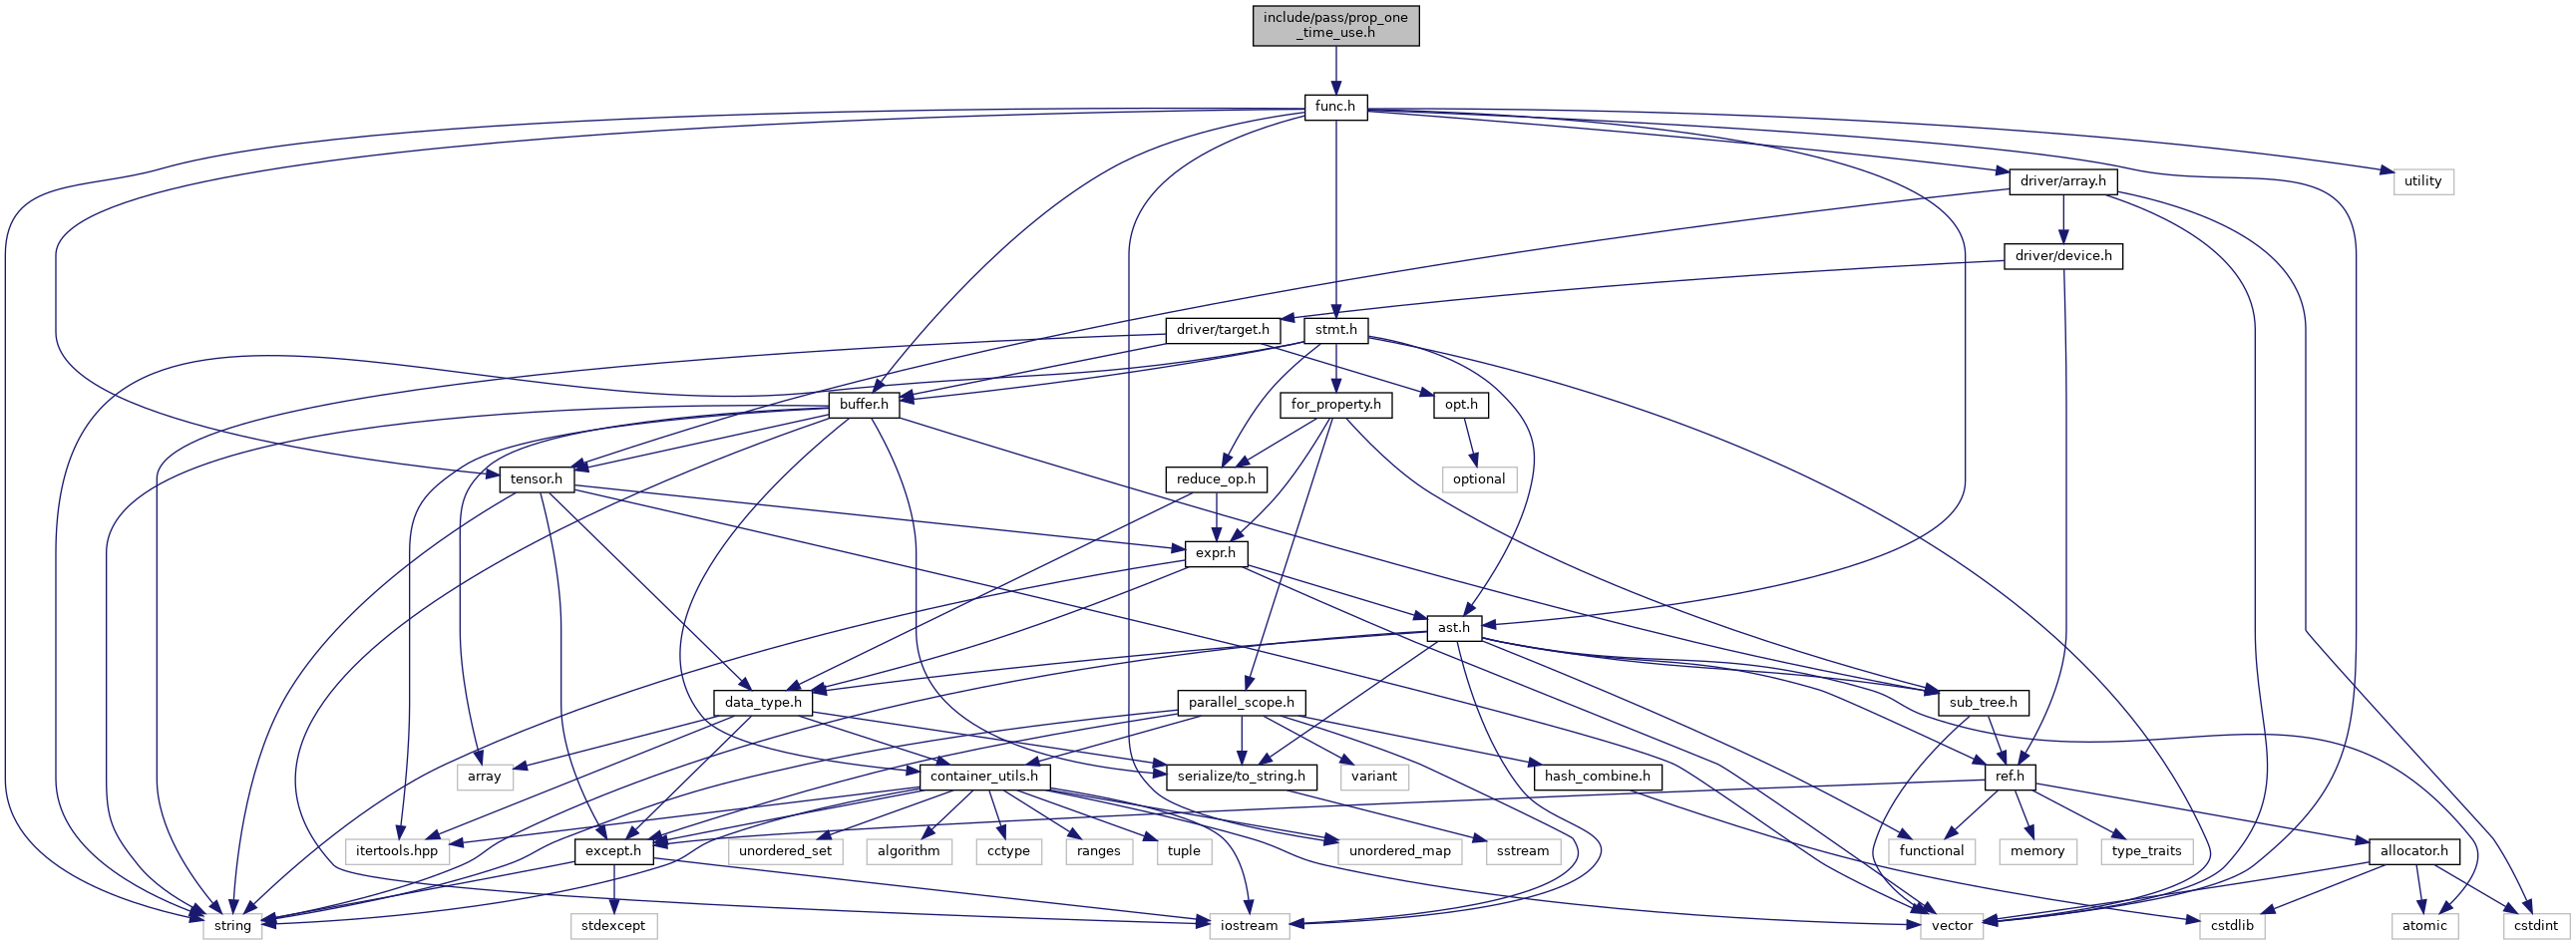 include/pass/prop_one
_time_use.h
func.h
driver/array.h
utility
driver/device.h
driver/target.h
stmt.h
buffer.h
for_property.h
opt.h
tensor.h
reduce_op.h
optional
expr.h
ast.h
data_type.h
parallel_scope.h
sub_tree.h
array
container_utils.h
serialize/to_string.h
variant
hash_combine.h
ref.h
itertools.hpp
except.h
unordered_set
algorithm
cctype
ranges
tuple
unordered_map
sstream
functional
memory
type_traits
allocator.h
string
stdexcept
iostream
vector
cstdlib
atomic
cstdint